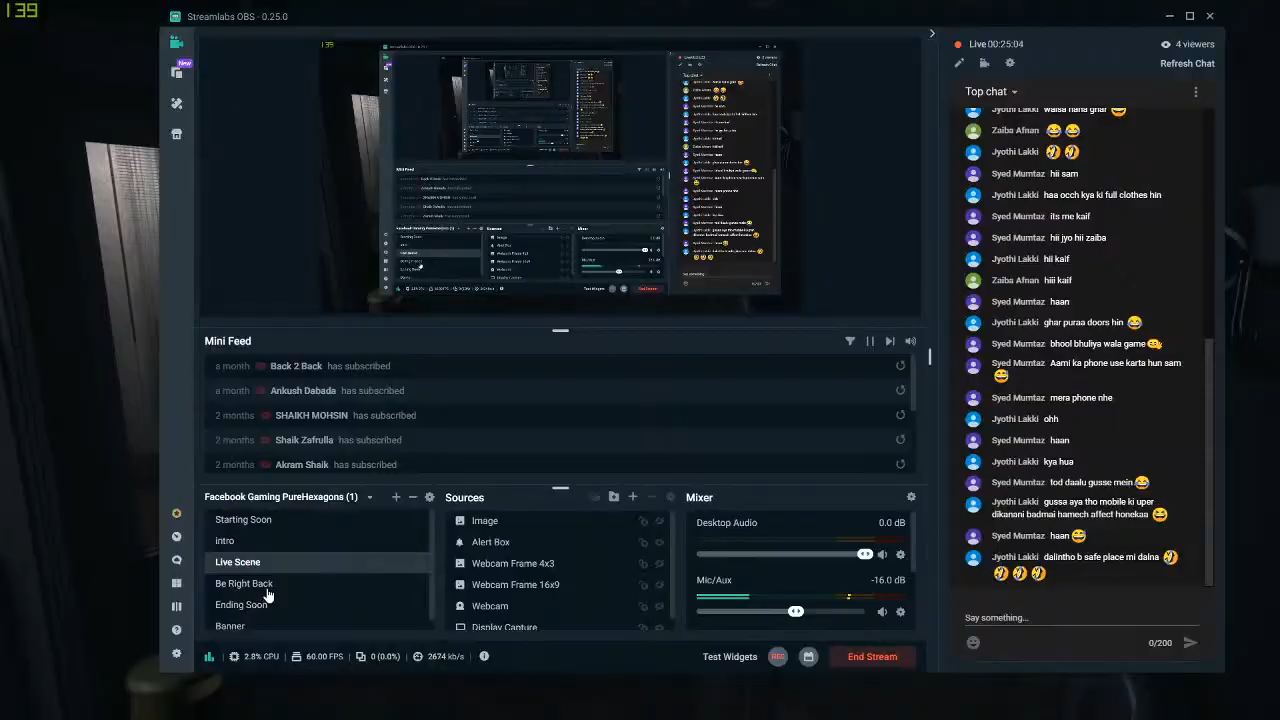 139
Streamlabs OBS - 0.25.0
New
Live 00:25:04
4 viewers
Refresh Chat
Top chat
Jyothi Lakki waisa nana ghar 😅
Zaiba Afnan 😂😂
Jyothi Lakki 🤣🤣
Syed Mumtaz hii sam
Jyothi Lakki haa occh kya ki full clothes hin
Syed Mumtaz its me kaif
Syed Mumtaz hii jyo hii zaiba
Jyothi Lakki hii kaif
Zaiba Afnan hiii kaif
Syed Mumtaz haan
Jyothi Lakki ghar puraa doors hin 😅
Syed Mumtaz bhool bhuliya wala game
Syed Mumtaz Aami ka phone use karta hun sam
😅
Syed Mumtaz mera phone nhe
Jyothi Lakki ohh
Syed Mumtaz haan
Jyothi Lakki kya hua
Syed Mumtaz tod daalu gusse mein 😂
Jyothi Lakki gussa aya tho mobile ki uper
dikanani badmai hamech affect honekaa 😆
Syed Mumtaz haan 😅
Jyothi Lakki dalintho b safe place mi dalna 🤣
🤣🤣🤣
Say something...
0/200
Mini Feed
a month Back 2 Back has subscribed
a month Ankush Dabada has subscribed
2 months SHAIKH MOHSIN has subscribed
2 months Shaik Zafrulla has subscribed
2 months Akram Shaik has subscribed
Facebook Gaming PureHexagons (1)
Starting Soon
intro
Live Scene
Be Right Back
Ending Soon
Banner
Sources
Image
Alert Box
Webcam Frame 4x3
Webcam Frame 16x9
Webcam
Display Capture
Mixer
Desktop Audio 0.0 dB
Mic/Aux -16.0 dB
2.8% CPU 60.00 FPS 0 (0.0%) 2674 kb/s
Test Widgets REC End Stream